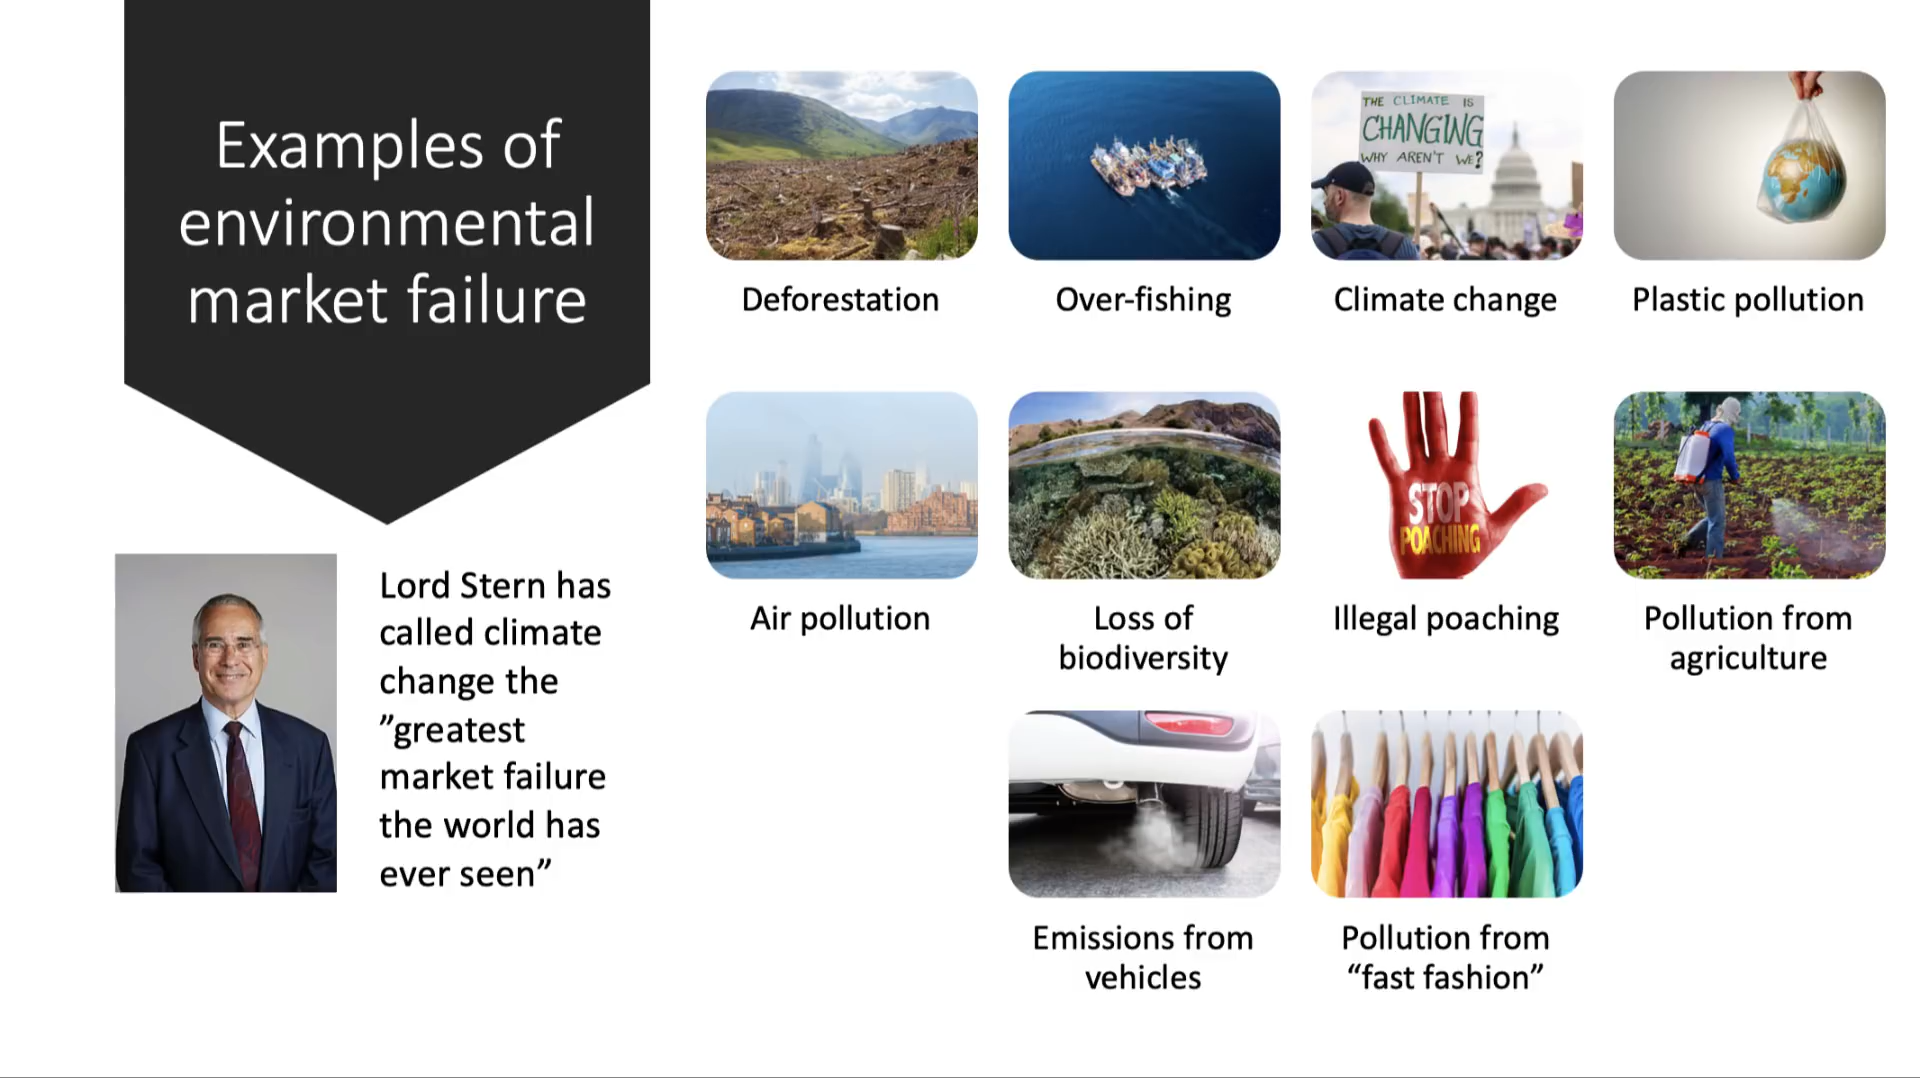 Examples of
environmental
market failure
Lord Stern has
called climate
change the
”greatest
market failure
the world has
ever seen”
THE CLIMATE IS
CHANGING
WHY AREN'T WE?
Deforestation
Over-fishing
Climate change
Plastic pollution
STOP
POACHING
Air pollution
Loss of
biodiversity
Illegal poaching
Pollution from
agriculture
Emissions from
vehicles
Pollution from
“fast fashion”